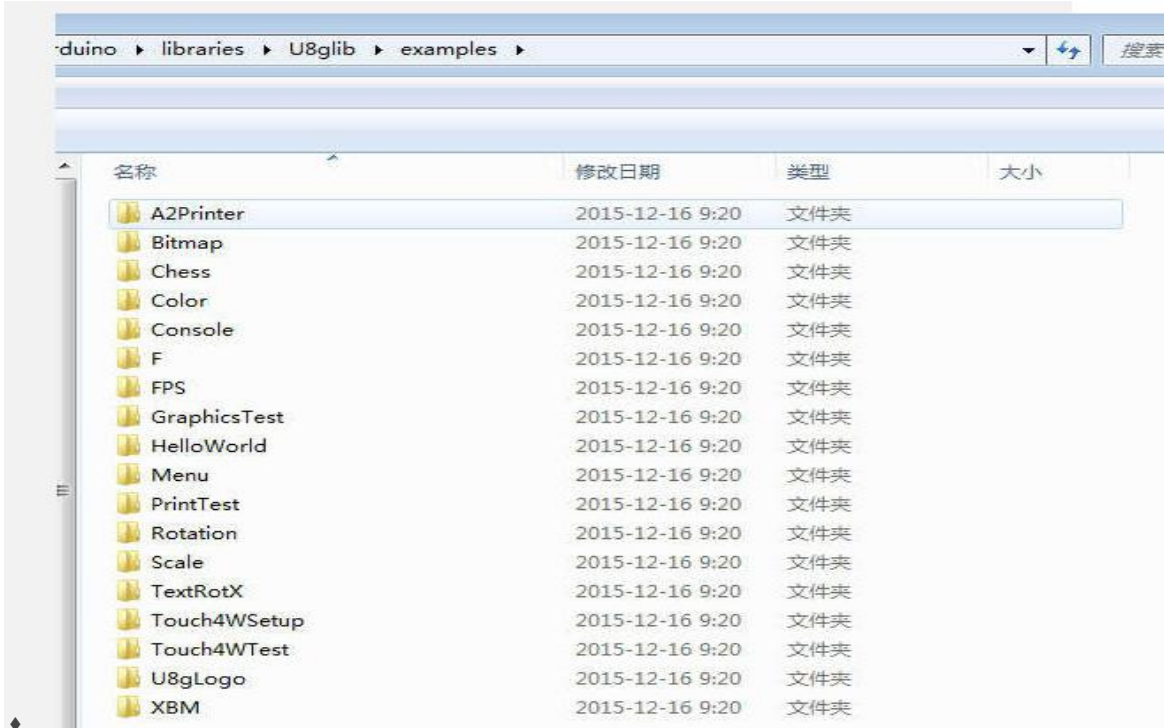 rduino ▸ libraries ▸ U8glib ▸ examples ▸ 搜索
名称 修改日期 类型 大小
A2Printer 2015-12-16 9:20 文件夹
Bitmap 2015-12-16 9:20 文件夹
Chess 2015-12-16 9:20 文件夹
Color 2015-12-16 9:20 文件夹
Console 2015-12-16 9:20 文件夹
F 2015-12-16 9:20 文件夹
FPS 2015-12-16 9:20 文件夹
GraphicsTest 2015-12-16 9:20 文件夹
HelloWorld 2015-12-16 9:20 文件夹
Menu 2015-12-16 9:20 文件夹
PrintTest 2015-12-16 9:20 文件夹
Rotation 2015-12-16 9:20 文件夹
Scale 2015-12-16 9:20 文件夹
TextRotX 2015-12-16 9:20 文件夹
Touch4WSetup 2015-12-16 9:20 文件夹
Touch4WTest 2015-12-16 9:20 文件夹
U8gLogo 2015-12-16 9:20 文件夹
XBM 2015-12-16 9:20 文件夹